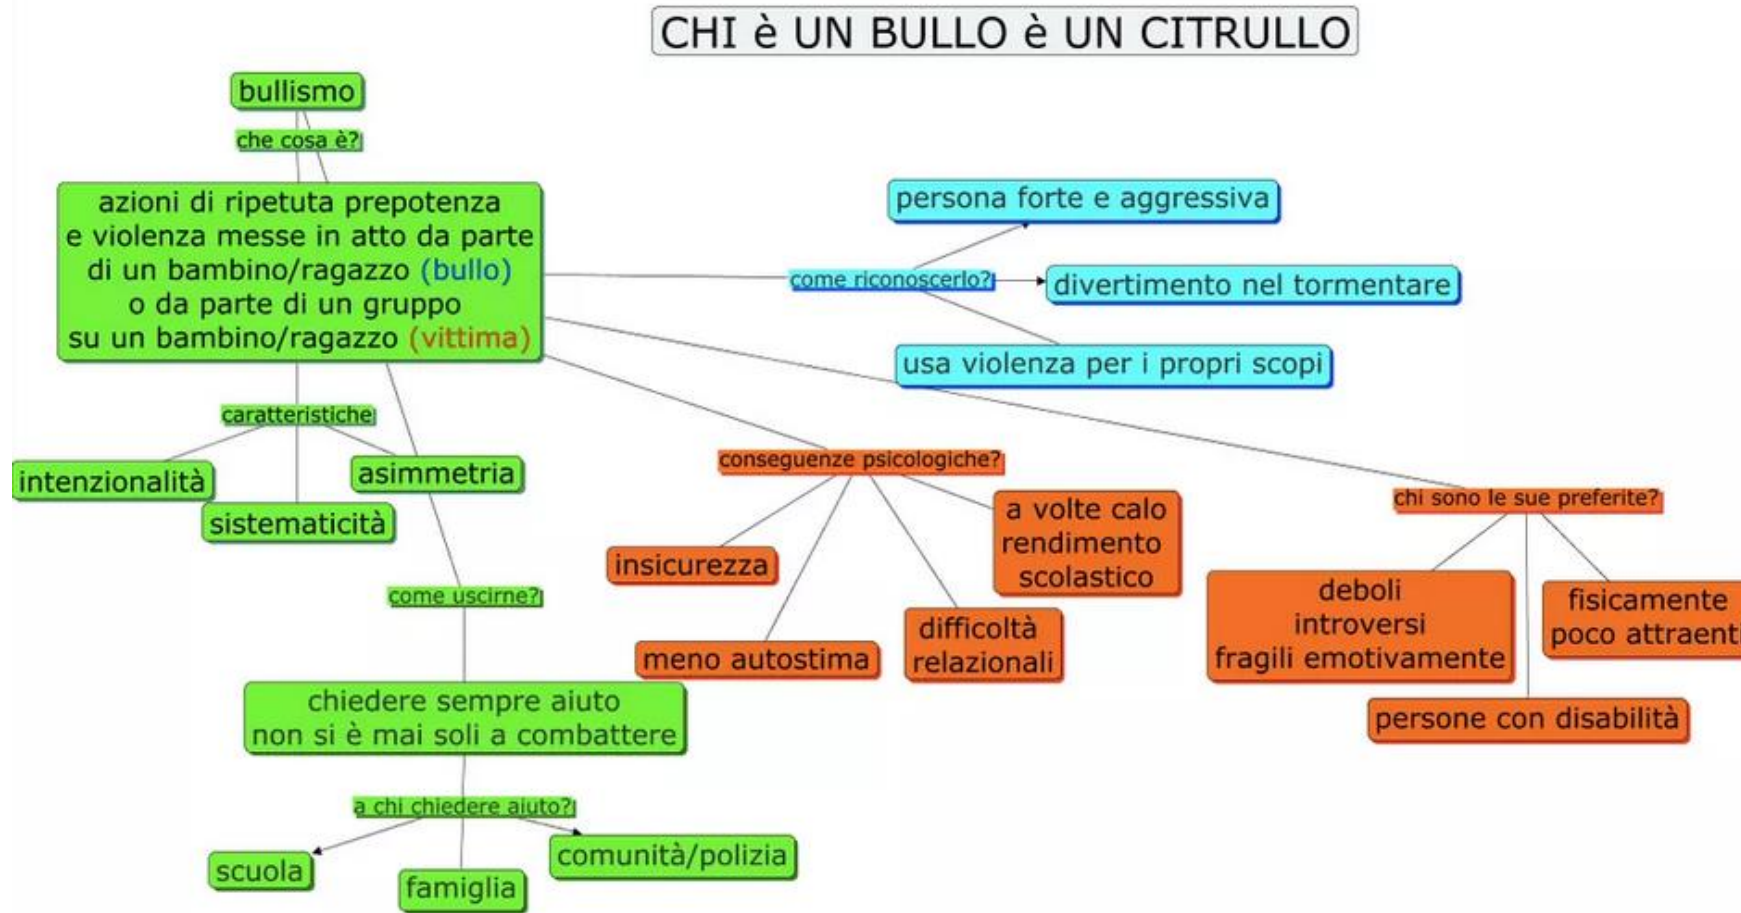 CHI è UN BULLO è UN CITRULLO
bullismo
che cosa è?
azioni di ripetuta prepotenza
e violenza messe in atto da parte
di un bambino/ragazzo (bullo)
o da parte di un gruppo
su un bambino/ragazzo (vittima)
come riconoscerlo?
persona forte e aggressiva
divertimento nel tormentare
usa violenza per i propri scopi
caratteristiche
intenzionalità
sistematicità
asimmetria
conseguenze psicologiche?
insicurezza
meno autostima
difficoltà
relazionali
a volte calo
rendimento
scolastico
chi sono le sue preferite?
deboli
introversi
fragili emotivamente
persone con disabilità
fisicamente
poco attraent
come uscirne?
chiedere sempre aiuto
non si è mai soli a combattere
a chi chiedere aiuto?
scuola
famiglia
comunità/polizia